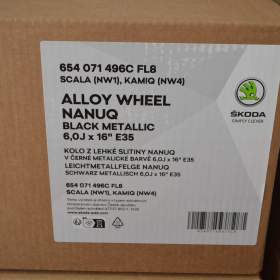 654 071 496C FL8
SCALA (NW1), KAMIQ (NW4)
ALLOY WHEEL
NANUQ
BLACK METALLIC
6,0J x 16" E35
ŠKODA
SIMPLY CLEVER
KOLO Z LEHKÉ SLITINY NANUQ
V ČERNÉ METALICKÉ BARVĚ 6,0J x 16" E35
LEICHTMETALLFELGE NANUQ
SCHWARZ METALLISCH 6,0J x 16" E35
654 071 496C FL8
SCALA (NW1), KAMIQ (NW4)